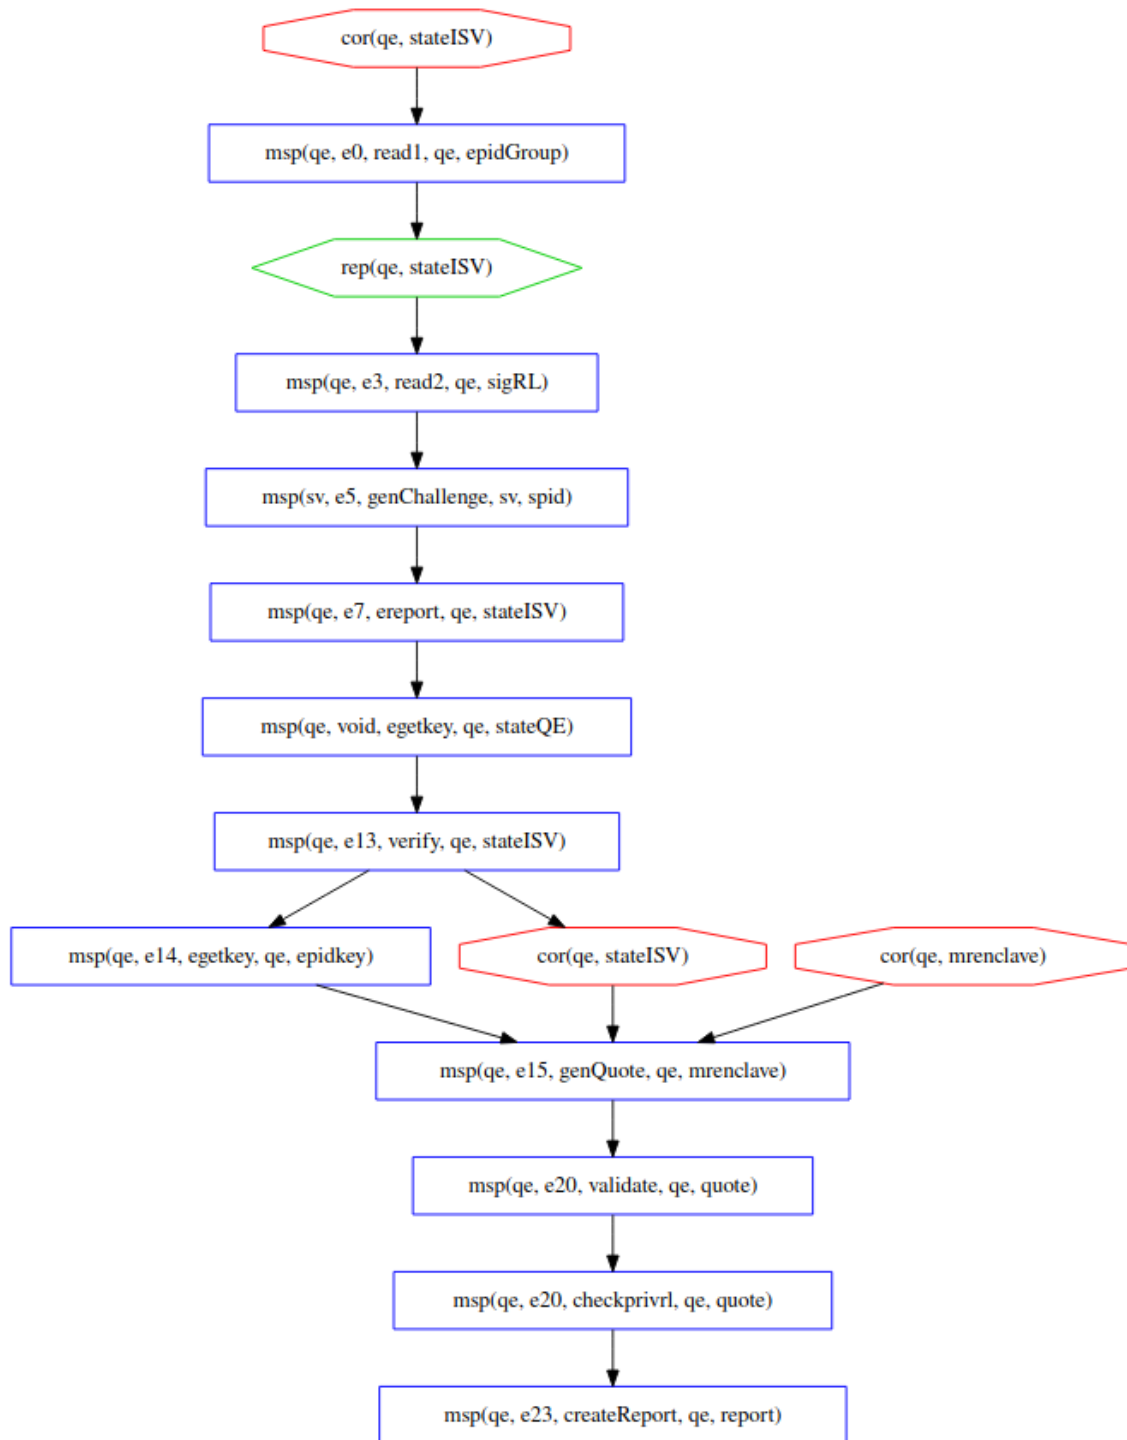 cor(qe, stateISV)
msp(qe, e0, read1, qe, epidGroup)
rep(qe, stateISV)
msp(qe, e3, read2, qe, sigRL)
msp(sv, e5, genChallenge, sv, spid)
msp(qe, e7, ereport, qe, stateISV)
msp(qe, void, egetkey, qe, stateQE)
msp(qe, e13, verify, qe, stateISV)
msp(qe, e14, egetkey, qe, epidkey)
cor(qe, stateISV)
cor(qe, mrenclave)
msp(qe, e15, genQuote, qe, mrenclave)
msp(qe, e20, validate, qe, quote)
msp(qe, e20, checkprivrl, qe, quote)
msp(qe, e23, createReport, qe, report)